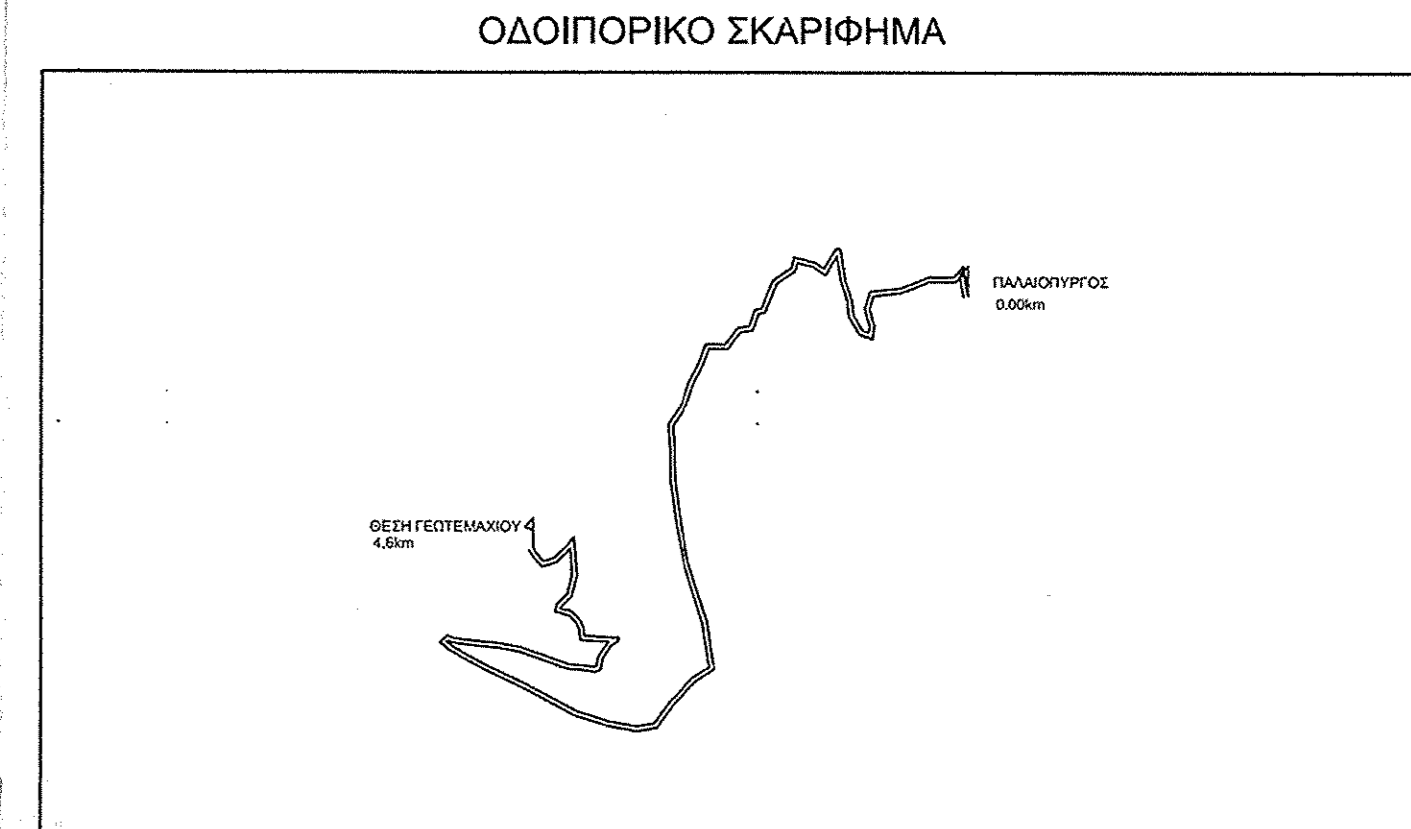 ΟΔΟΙΠΟΡΙΚΟ ΣΚΑΡΙΦΗΜΑ
ΠΑΛΑΙΟΠΥΡΓΟΣ
0.00km
ΘΕΣΗ ΓΕΩΤΕΜΑΧΙΟΥ
4.6km